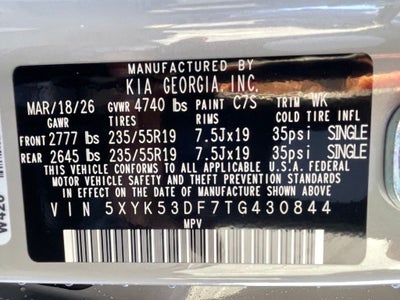 MANUFACTURED BY
KIA GEORGIA, INC.
MAR/18/26 GVWR 4740 lbs PAINT C7S TRIM WK
GAWR TIRES RIMS COLD TIRE INFL
FRONT 2777 lbs 235/55R19 7.5Jx19 35psi SINGLE
REAR 2645 lbs 235/55R19 7.5Jx19 35psi SINGLE
THIS VEHICLE CONFORMS TO ALL APPLICABLE U.S.A. FEDERAL
MOTOR VEHICLE SAFETY AND THEFT PREVENTION STANDARDS
IN EFFECT ON THE DATE OF MANUFACTURE SHOWN ABOVE
VIN 5XYK53DF7TG430844
MPV
W420